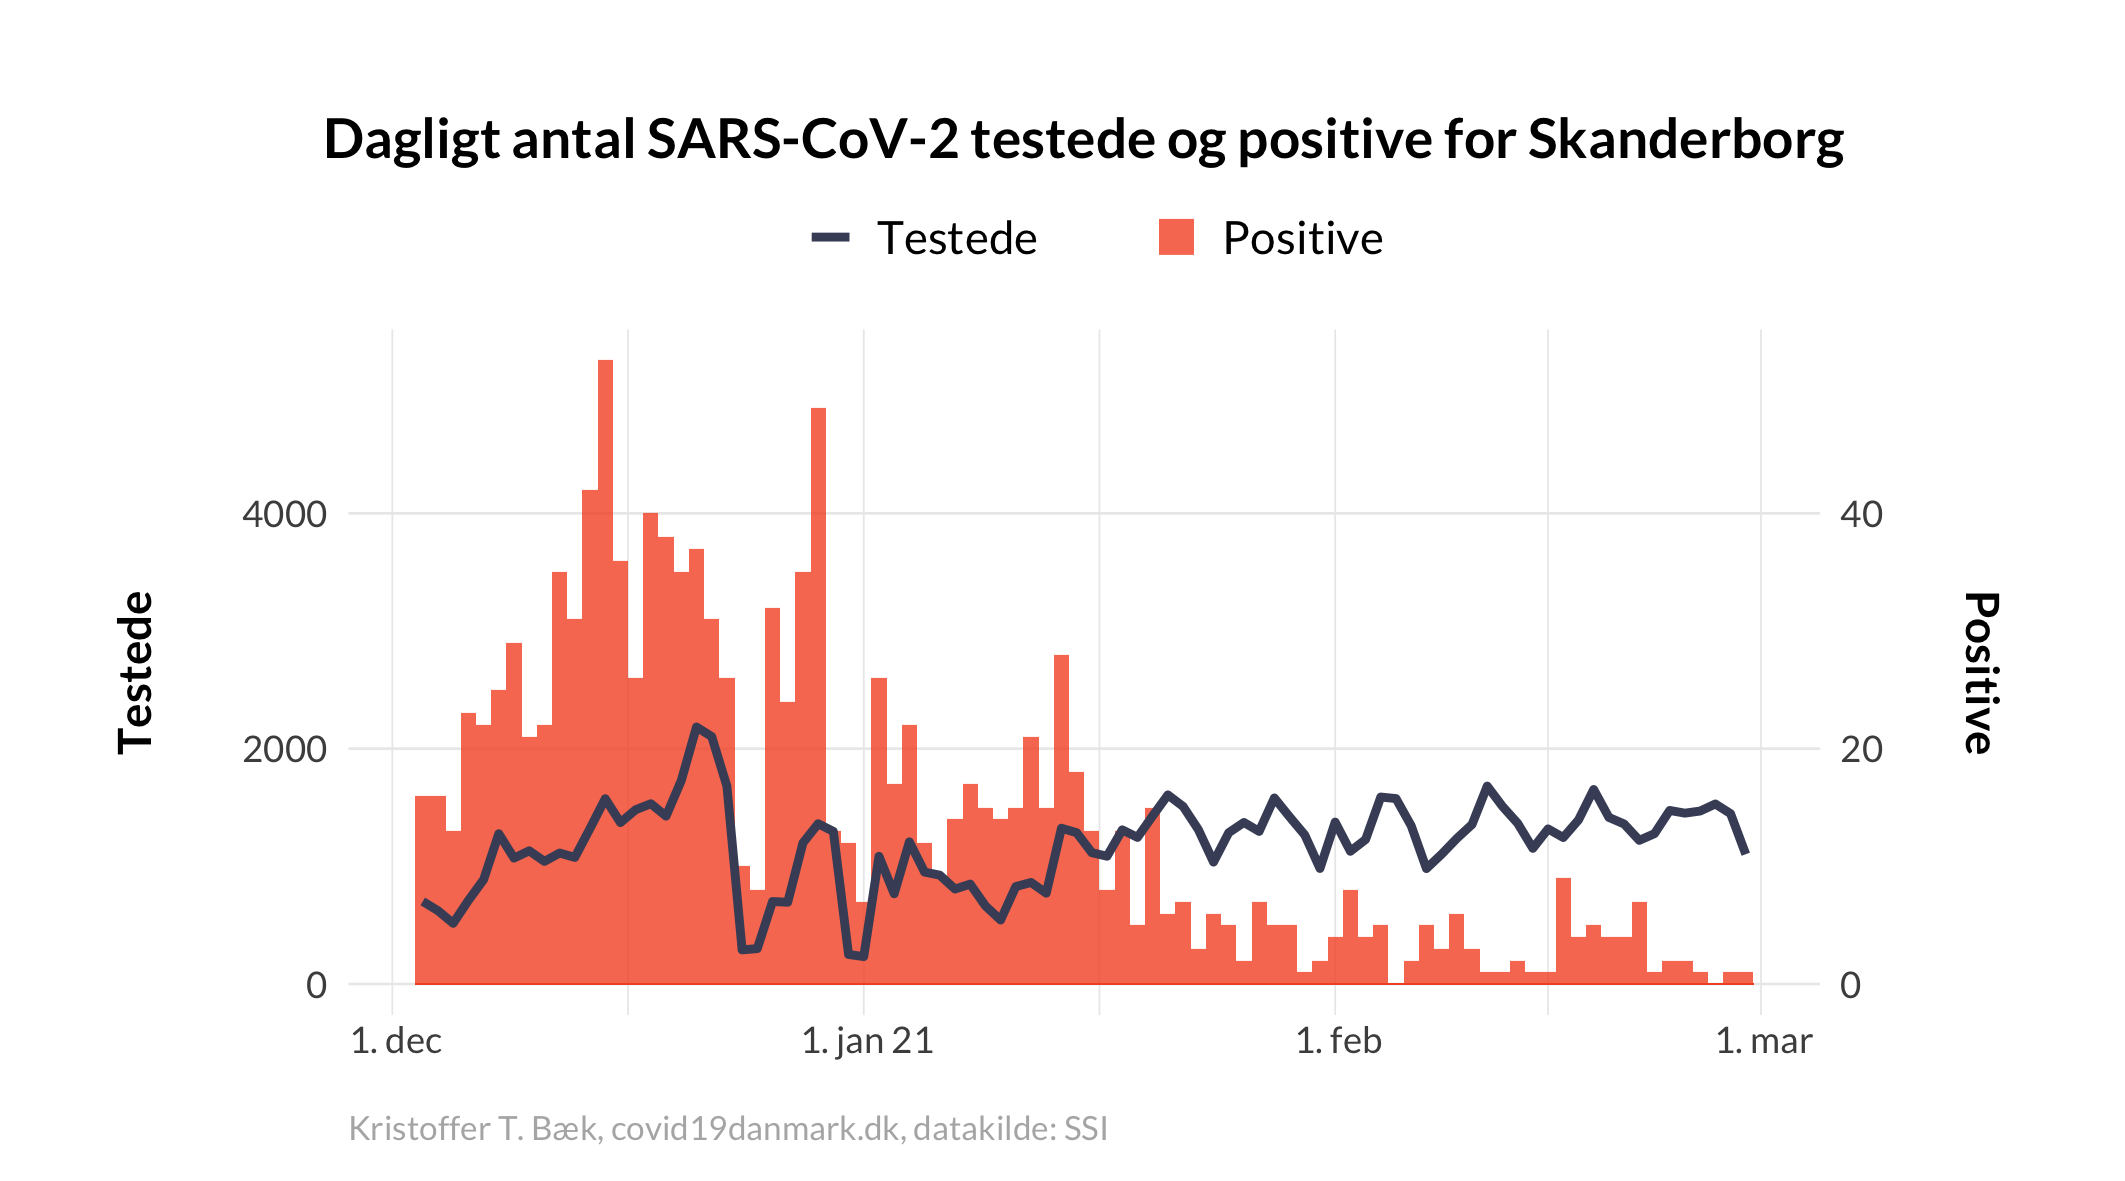 Dagligt antal SARS-CoV-2 testede og positive for Skanderborg
Testede
Positive
4000
2000
0
Testede
40
20
0
Positive
1. dec
1. jan 21
1. feb
1. mar
Kristoffer T. Bæk, covid19danmark.dk, datakilde: SSI